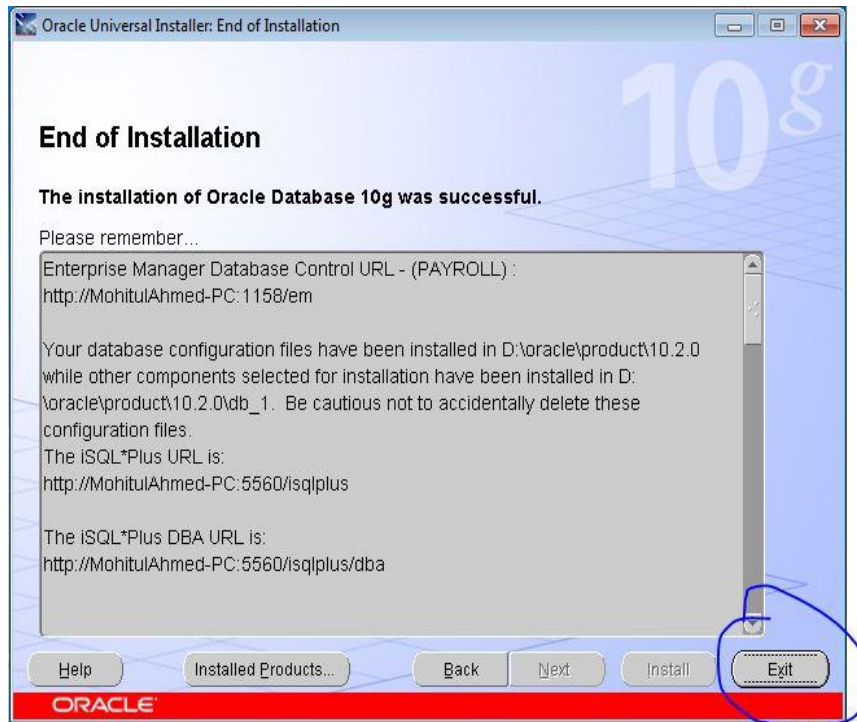 Oracle Universal Installer: End of Installation
10g
End of Installation
The installation of Oracle Database 10g was successful.
Please remember...
Enterprise Manager Database Control URL - (PAYROLL) :
http://MohitulAhmed-PC:1158/em
Your database configuration files have been installed in D:\oracle\product\10.2.0
while other components selected for installation have been installed in D:
\oracle\product\10.2.0\db_1. Be cautious not to accidentally delete these
configuration files.
The iSQL*Plus URL is:
http://MohitulAhmed-PC:5560/isqlplus
The iSQL*Plus DBA URL is:
http://MohitulAhmed-PC:5560/isqlplus/dba
Help Installed Products... Back Next Install Exit
ORACLE